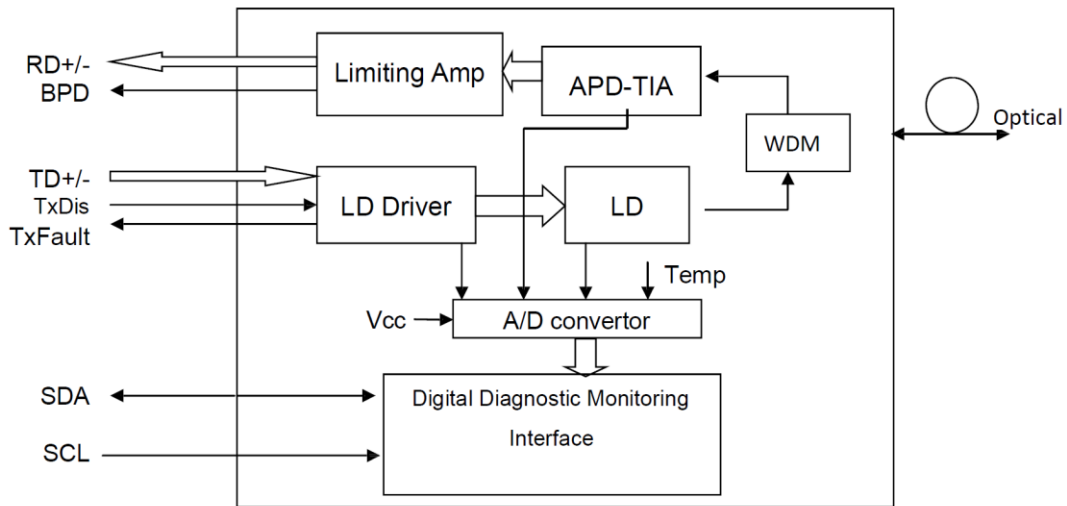 RD+/-
BPD
Limiting Amp
APD-TIA
WDM
Optical
TD+/-
TxDis
TxFault
LD Driver
LD
Temp
Vcc
A/D convertor
SDA
SCL
Digital Diagnostic Monitoring
Interface